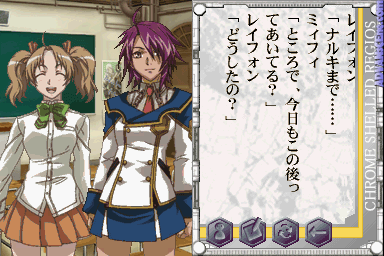 レイフォン
「ナルキまで……」
ミィフィ
「ところで、今日もこの後っ
てあいてる？」
レイフォン
「どうしたの？」
CHROME SHELLED REGIOS